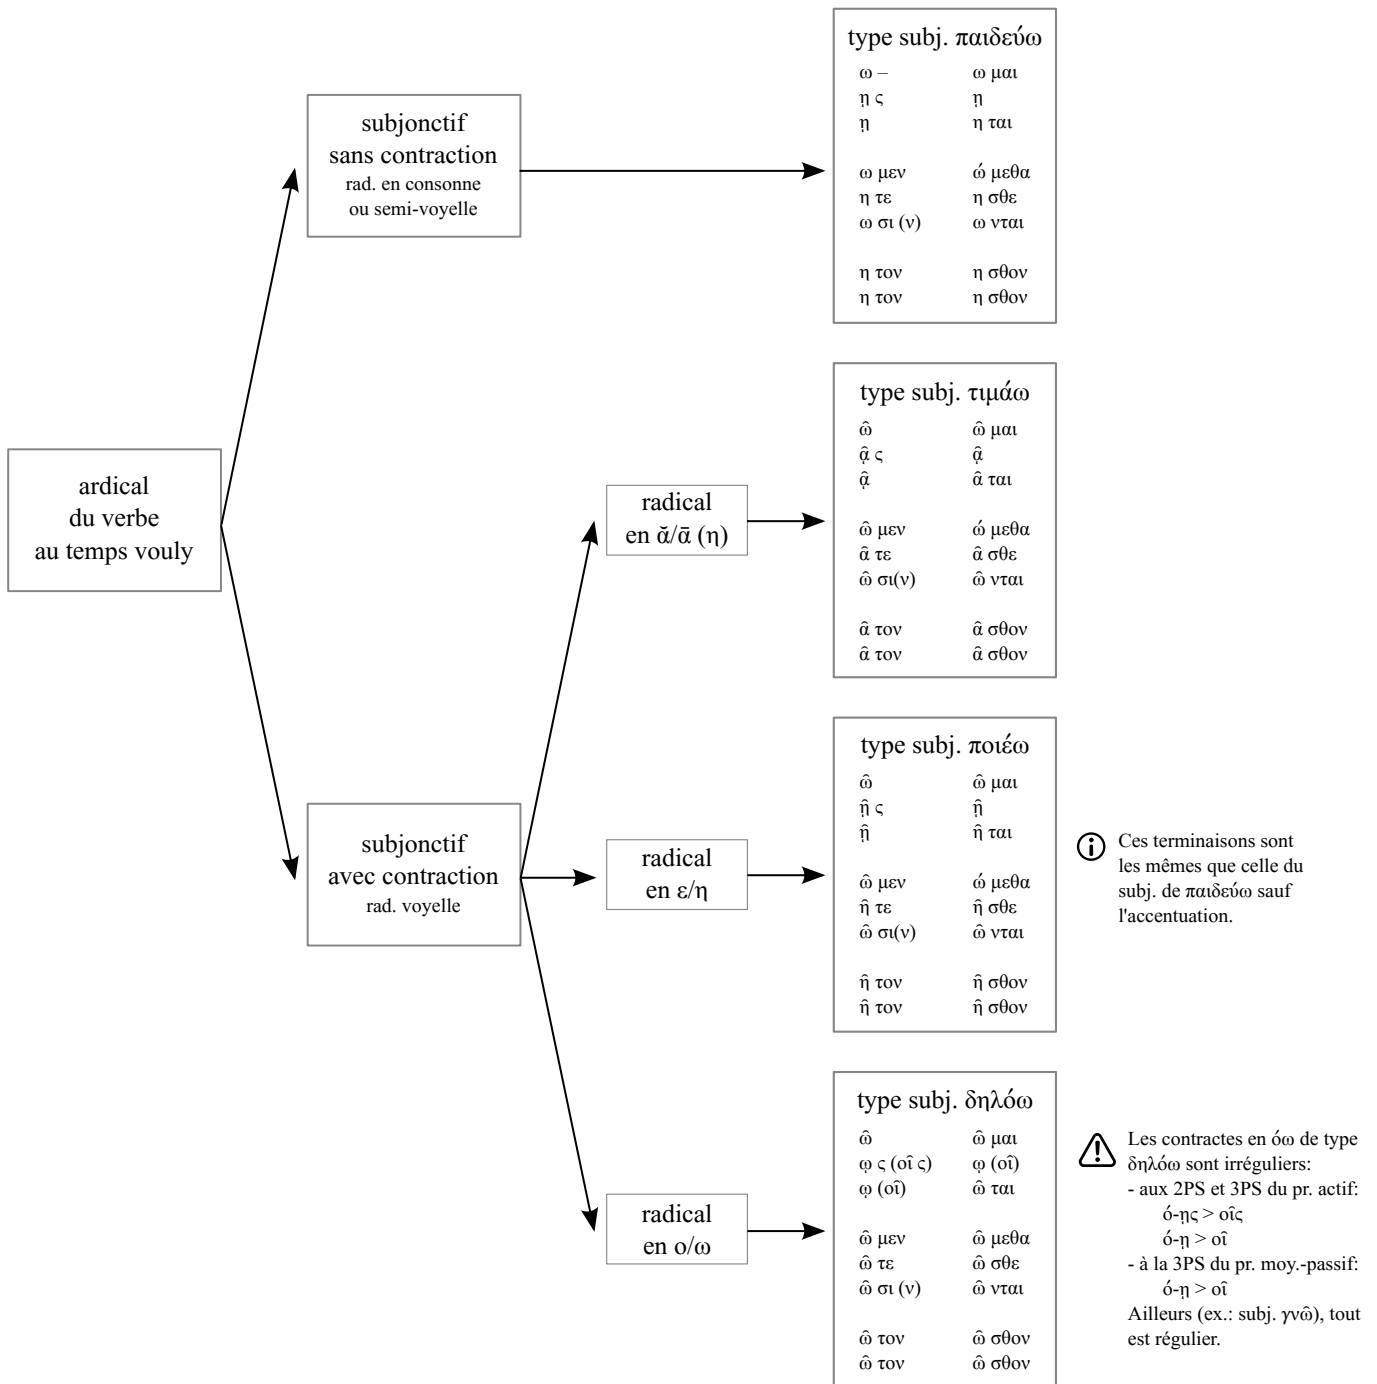 type subj. παιδεύω
ω – ω μαι
ῃ ς ῃ
ῃ η ται
ω μεν ώ μεθα
η τε η σθε
ω σι (ν) ω νται
η τον η σθον
η τον η σθον
subjonctif
sans contraction
rad. en consonne
ou semi-voyelle
type subj. τιμάω
ῶ ῶ μαι
ᾷ ς ᾷ
ᾷ ᾶ ται
ῶ μεν ώ μεθα
ᾶ τε ᾶ σθε
ῶ σι(ν) ῶ νται
ᾶ τον ᾶ σθον
ᾶ τον ᾶ σθον
ardical
du verbe
au temps vouly
radical
en ᾰ/ᾱ (η)
type subj. ποιέω
ῶ ῶ μαι
ῇ ς ῇ
ῇ ῆ ται
ῶ μεν ώ μεθα
ῆ τε ῆ σθε
ῶ σι(ν) ῶ νται
ῆ τον ῆ σθον
ῆ τον ῆ σθον
subjonctif
avec contraction
rad. voyelle
radical
en ε/η
Ces terminaisons sont
les mêmes que celle du
subj. de παιδεύω sauf
l'accentuation.
type subj. δηλόω
ῶ ῶ μαι
ῳ ς (οῖ ς) ῳ (οῖ)
ῳ (οῖ) ῶ ται
ῶ μεν ῶ μεθα
ῶ τε ῶ σθε
ῶ σι (ν) ῶ νται
ῶ τον ῶ σθον
ῶ τον ῶ σθον
radical
en ο/ω
Les contractes en όω de type
δηλόω sont irréguliers:
- aux 2PS et 3PS du pr. actif:
ό-ῃς > οῖς
ό-η > οῖ
- à la 3PS du pr. moy.-passif:
ό-ῃ > οῖ
Ailleurs (ex.: subj. γνῶ), tout
est régulier.